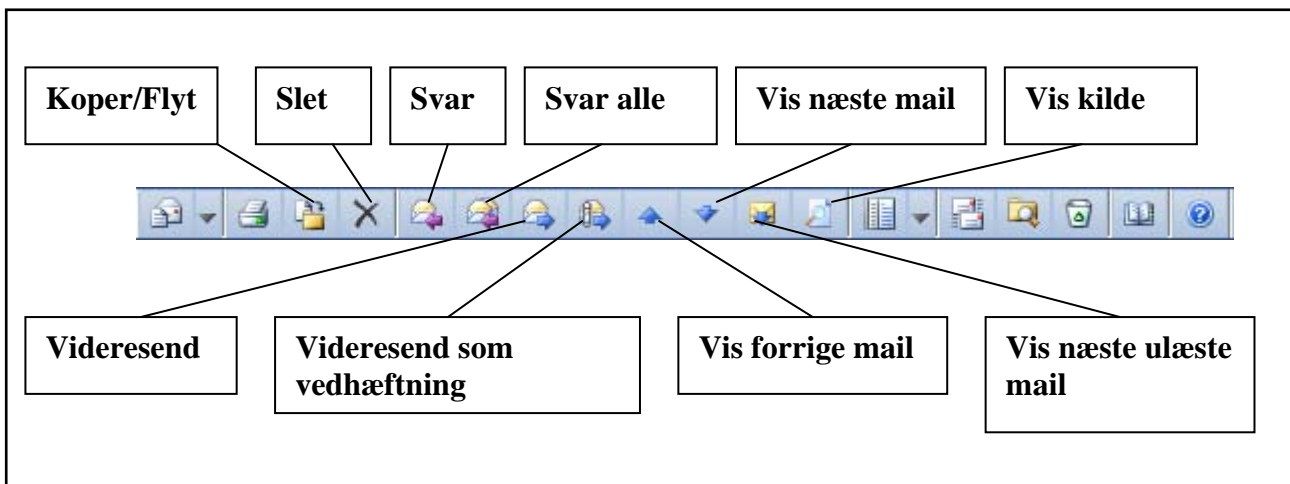 Koper/Flyt
Slet
Svar
Svar alle
Vis næste mail
Vis kilde
Videresend
Videresend som
vedhæftning
Vis forrige mail
Vis næste ulæste
mail